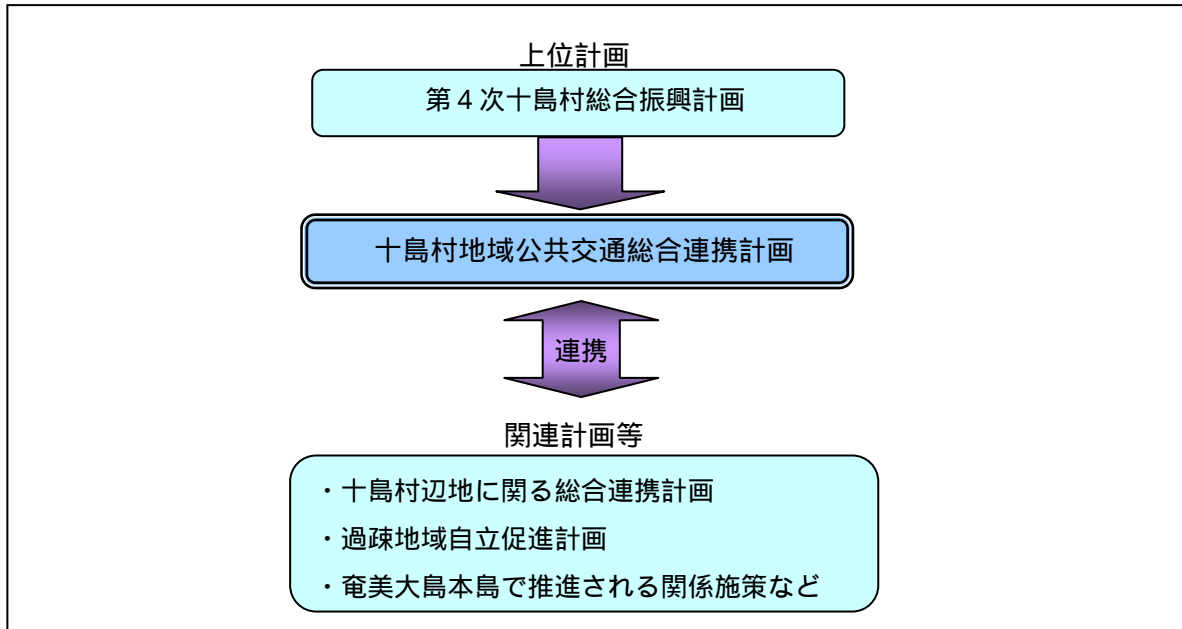 上位計画
第４次十島村総合振興計画
十島村地域公共交通総合連携計画
連携
関連計画等
・十島村辺地に関る総合連携計画
・過疎地域自立促進計画
・奄美大島本島で推進される関係施策など